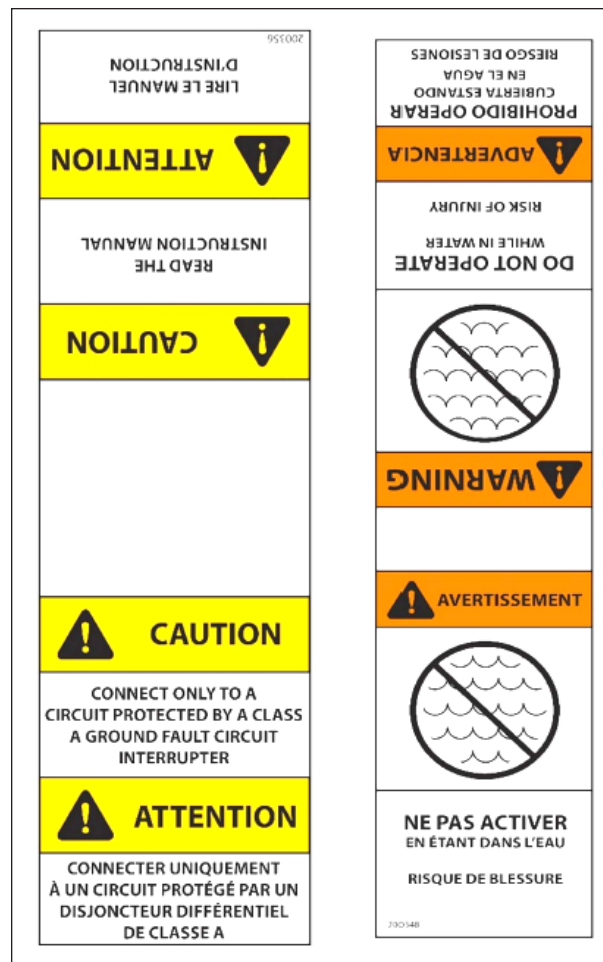 CAUTION
READ THE
INSTRUCTION MANUAL
ATTENTION
LIRE LE MANUEL
D'INSTRUCTION
200356
CAUTION
CONNECT ONLY TO A
CIRCUIT PROTECTED BY A CLASS
A GROUND FAULT CIRCUIT
INTERRUPTER
ATTENTION
CONNECTER UNIQUEMENT
À UN CIRCUIT PROTÉGÉ PAR UN
DISJONCTEUR DIFFÉRENTIEL
DE CLASSE A
WARNING
DO NOT OPERATE
WHILE IN WATER
RISK OF INJURY
ADVERTENCIA
PROHIBIDO OPERAR
CUBIERTA ESTANDO
EN EL AGUA
RIESGO DE LESIONES
AVERTISSEMENT
NE PAS ACTIVER
EN ÉTANT DANS L'EAU
RISQUE DE BLESSURE